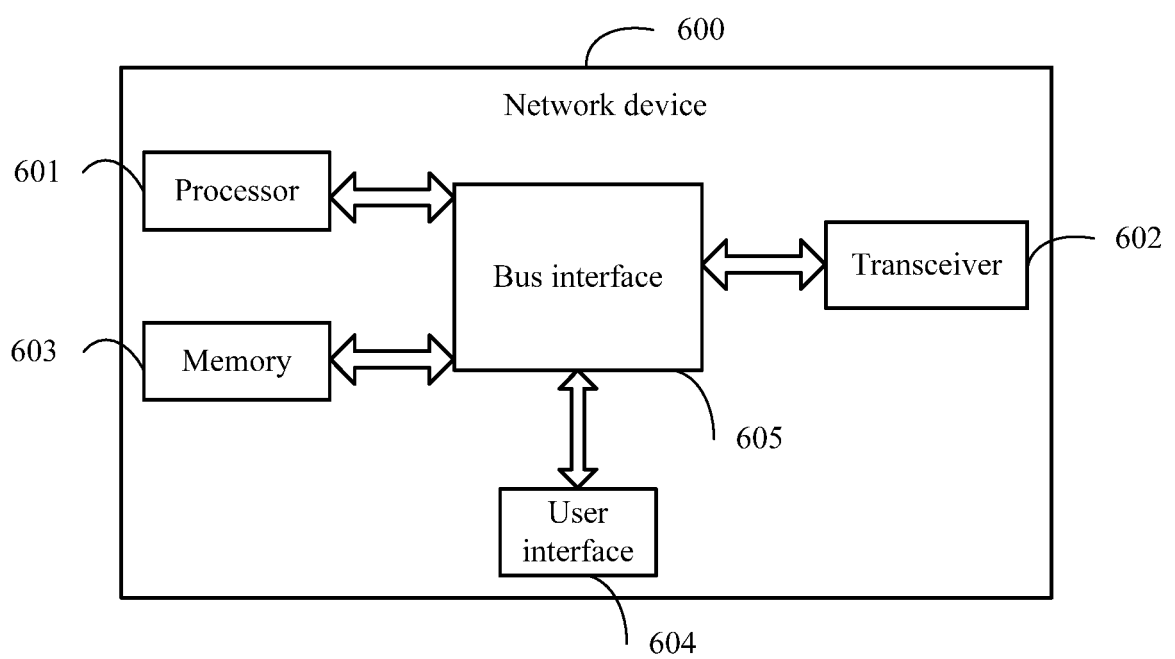 600
Network device
601
Processor
Bus interface
Transceiver
602
603
Memory
605
User
interface
604